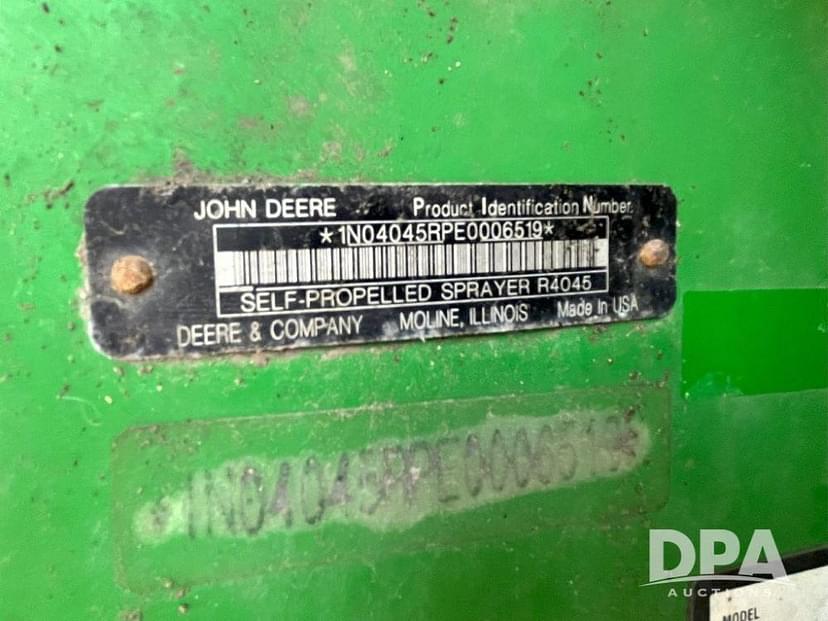 JOHN DEERE Product Identification Number
*1N04045RPE0006519*
SELF-PROPELLED SPRAYER R4045
DEERE & COMPANY MOLINE, ILLINOIS Made In USA
*1N04045RPE0006519*
DPA
AUCTIONS
MODEL